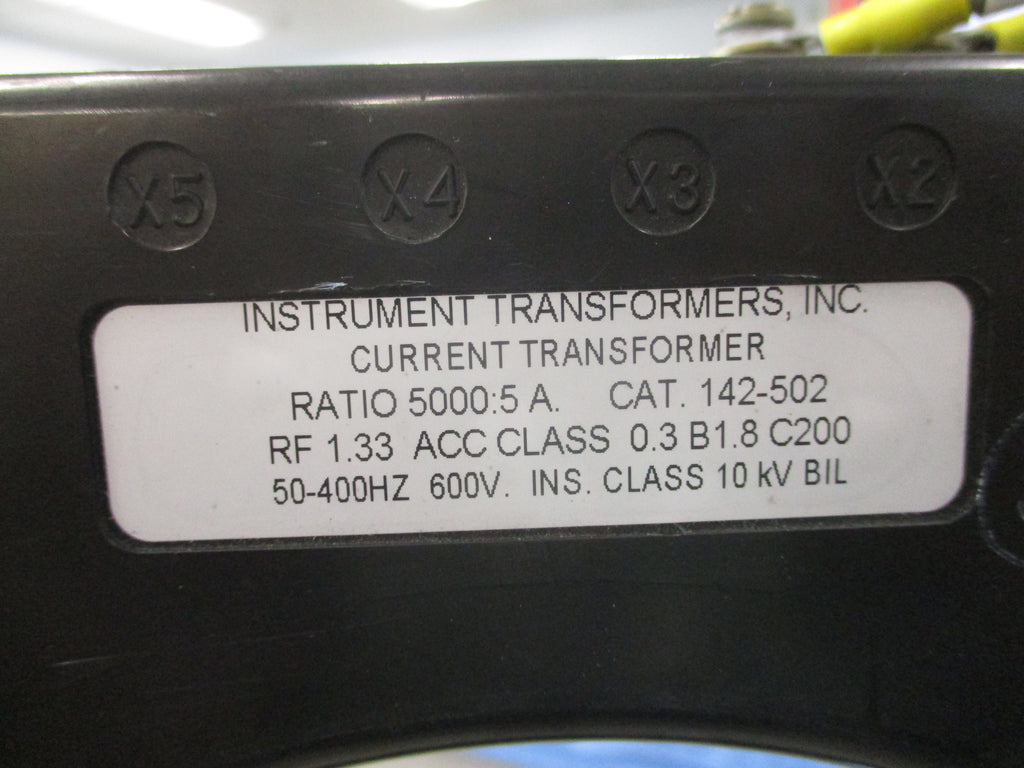 X5 X4 X3 X2
INSTRUMENT TRANSFORMERS, INC.
CURRENT TRANSFORMER
RATIO 5000:5 A. CAT. 142-502
RF 1.33 ACC CLASS 0.3 B1.8 C200
50-400HZ 600V. INS. CLASS 10 kV BIL